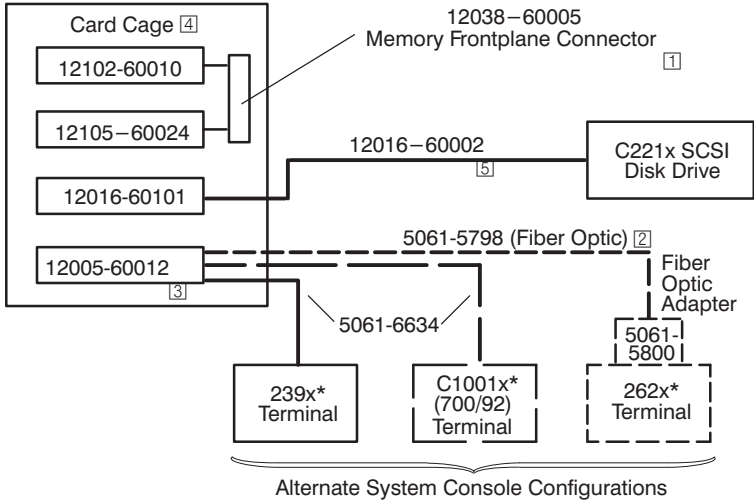 Card Cage 4
12038–60005
Memory Frontplane Connector
1
12102-60010
12105–60024
12016–60002
5
C221x SCSI
Disk Drive
12016-60101
5061-5798 (Fiber Optic) 2
12005-60012
3
Fiber
Optic
Adapter
5061-6634
5061-
5800
239x*
Terminal
C1001x*
(700/92)
Terminal
262x*
Terminal
Alternate System Console Configurations